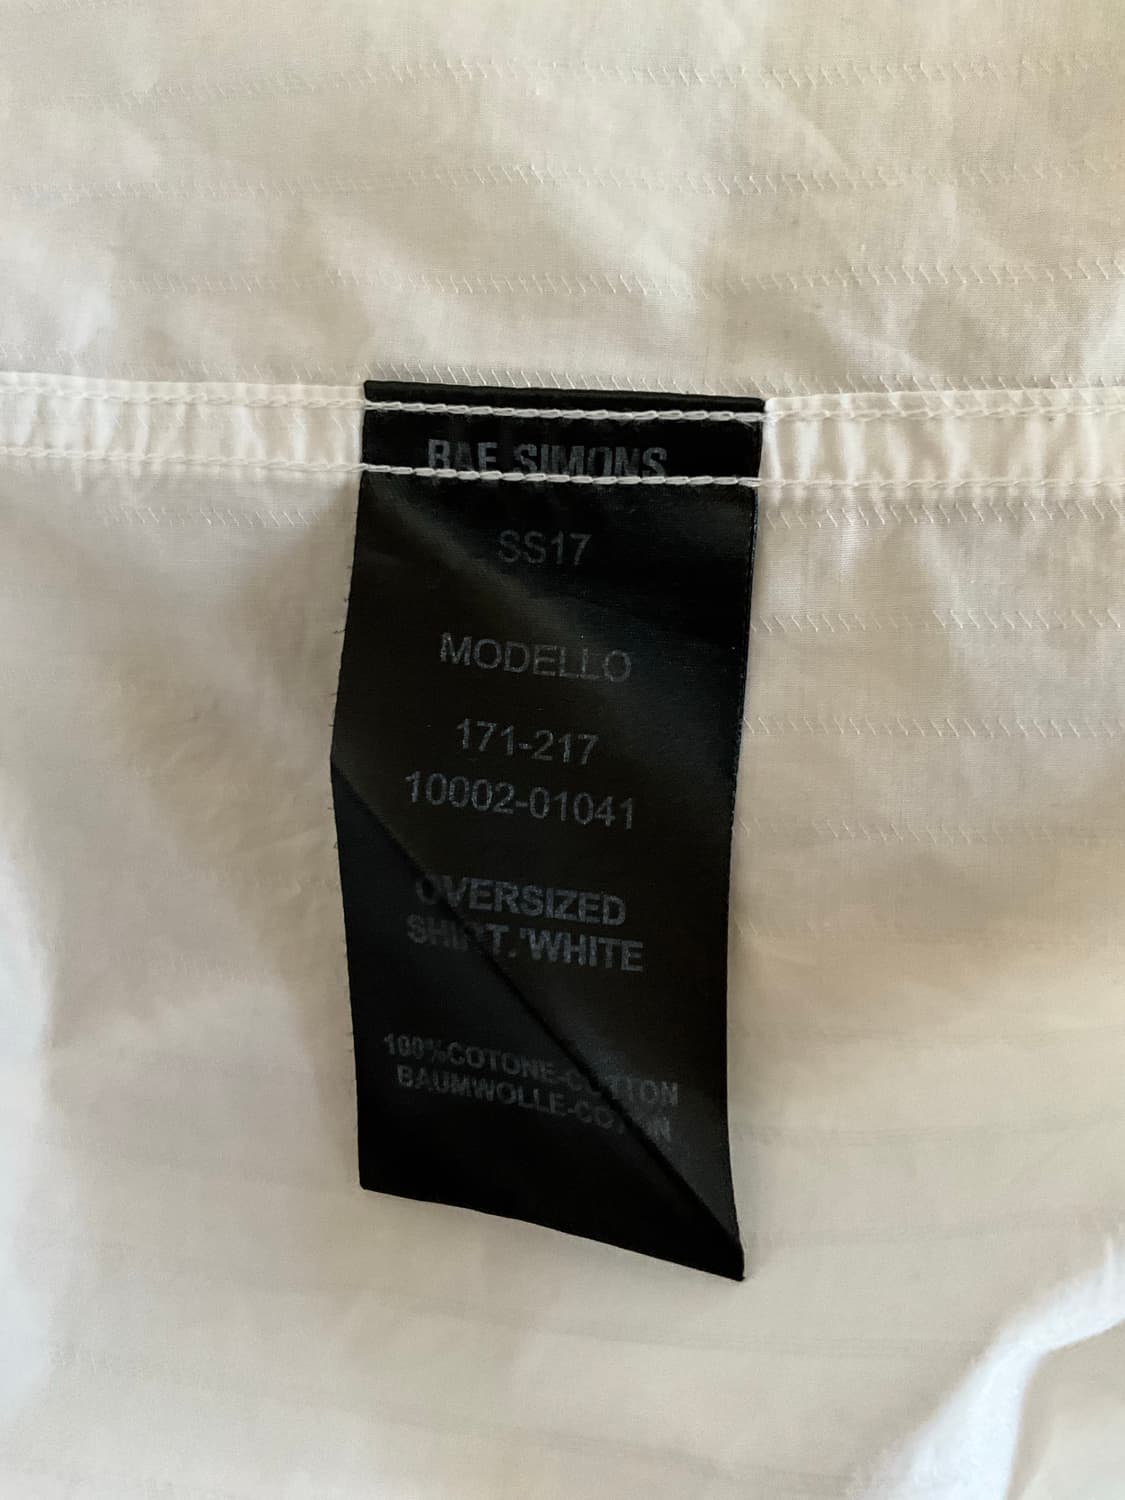 RAF SIMONS
SS17
MODELLO
171-217
10002-01041
OVERSIZED
SHIRT.'WHITE
100%COTONE-COTTON
BAUMWOLLE-COTON